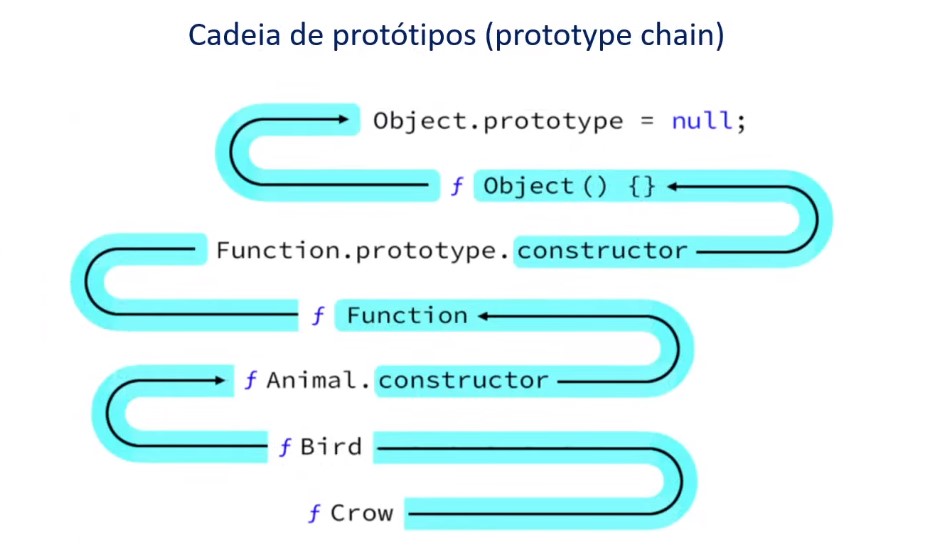 Cadeia de protótipos (prototype chain)
Object.prototype = null;
f Object () {}
Function.prototype.constructor
f Function
f Animal.constructor
f Bird
f Crow